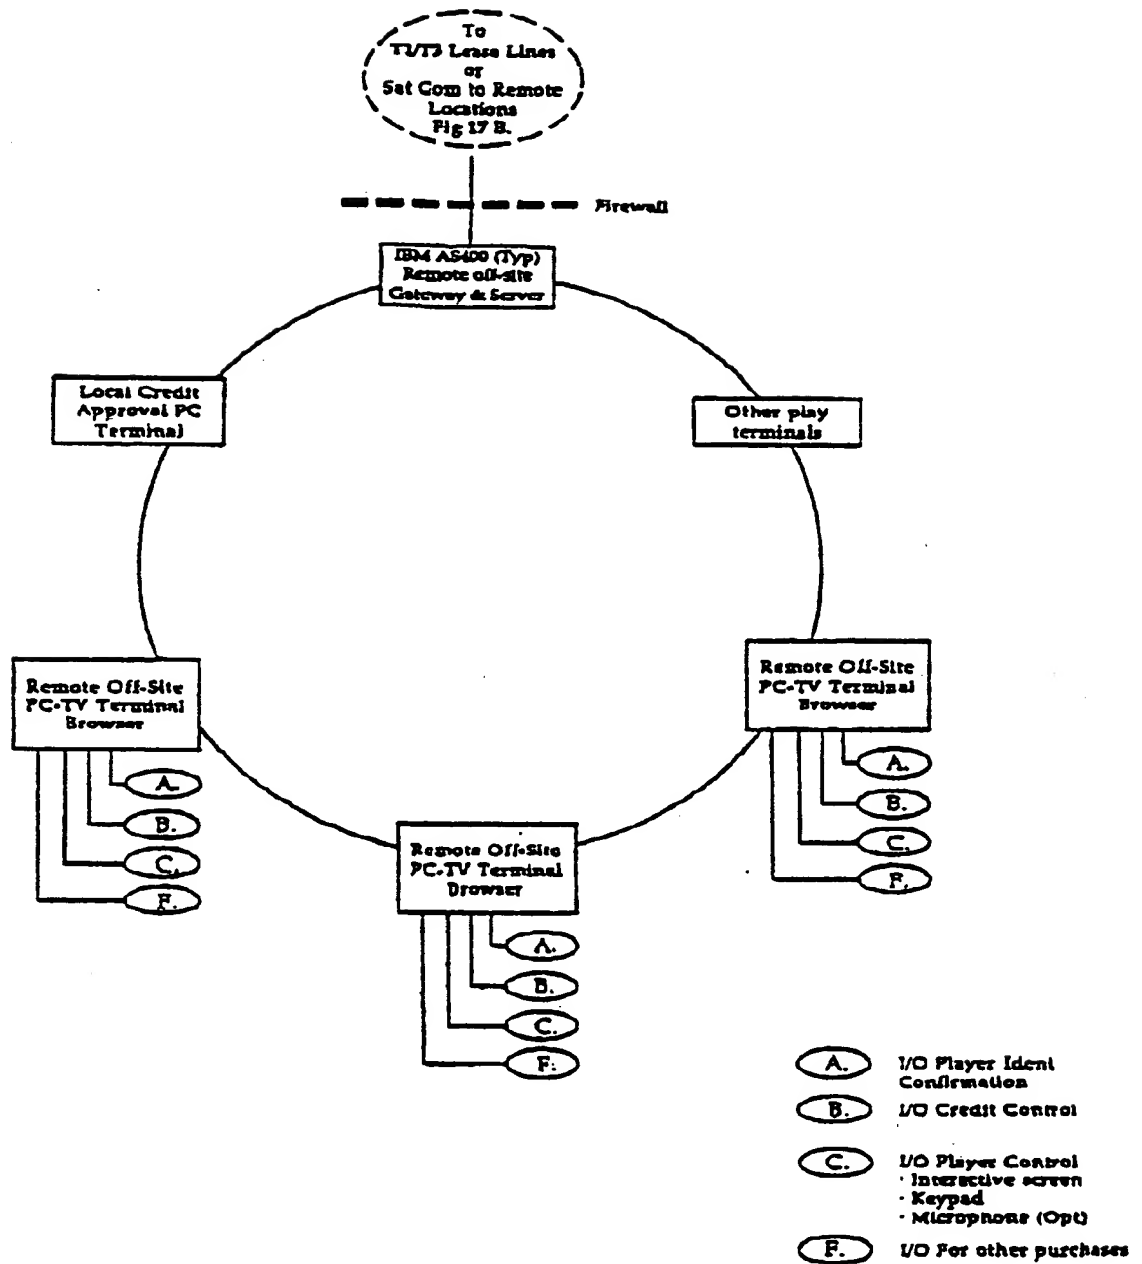 To
T1/T3 Lease Lines
or
Sat Com to Remote
Locations
Fig 17 B.
Firewall
IBM AS400 (Typ)
Remote off-site
Gateway & Server
Local Credit
Approval PC
Terminal
Other play
terminals
Remote Off-Site
PC-TV Terminal
Browser
A.
B.
C.
F.
Remote Off-Site
PC-TV Terminal
Browser
A.
B.
C.
F.
Remote Off-Site
PC-TV Terminal
Browser
A.
B.
C.
F.
A. I/O Player Ident
Confirmation
B. I/O Credit Control
C. I/O Player Control
· Interactive screen
· Keypad
· Microphone (Opt)
F. I/O For other purchases